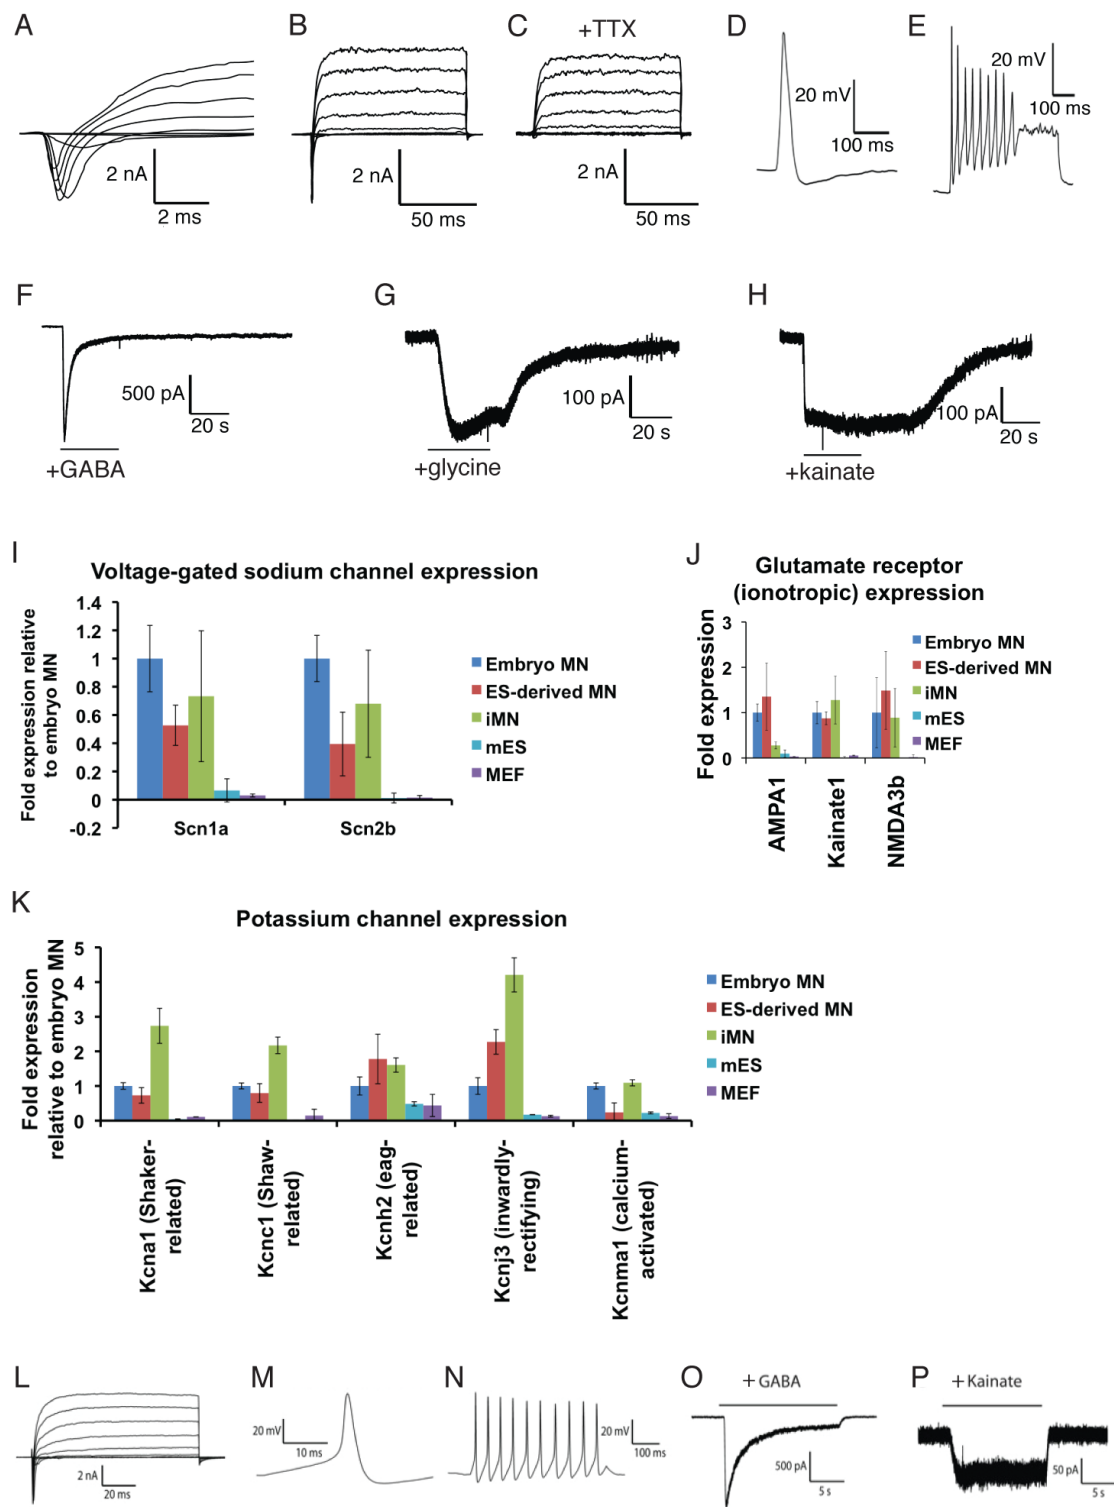 A
B
C
+TTX
D
E
2 nA
2 ms
2 nA
50 ms
2 nA
50 ms
20 mV
100 ms
20 mV
100 ms
F
G
H
500 pA
20 s
+GABA
100 pA
20 s
+glycine
100 pA
20 s
+kainate
I
Voltage-gated sodium channel expression
Fold expression relative
to embryo MN
1.4
1.2
1
0.8
0.6
0.4
0.2
0
-0.2
Scn1a
Scn2b
Embryo MN
ES-derived MN
iMN
mES
MEF
J
Glutamate receptor
(ionotropic) expression
Fold expression
3
2
1
0
AMPA1
Kainate1
NMDA3b
Embryo MN
ES-derived MN
iMN
mES
MEF
K
Potassium channel expression
Fold expression
relative to embryo MN
5
4
3
2
1
0
Kcna1 (Shaker-
related)
Kcnc1 (Shaw-
related)
Kcnh2 (eag-
related)
Kcnj3 (inwardly-
rectifying)
Kcnma1 (calcium-
activated)
Embryo MN
ES-derived MN
iMN
mES
MEF
L
2 nA
20 ms
M
20 mV
10 ms
N
20 mV
100 ms
O
+ GABA
500 pA
5 s
P
+ Kainate
50 pA
5 s